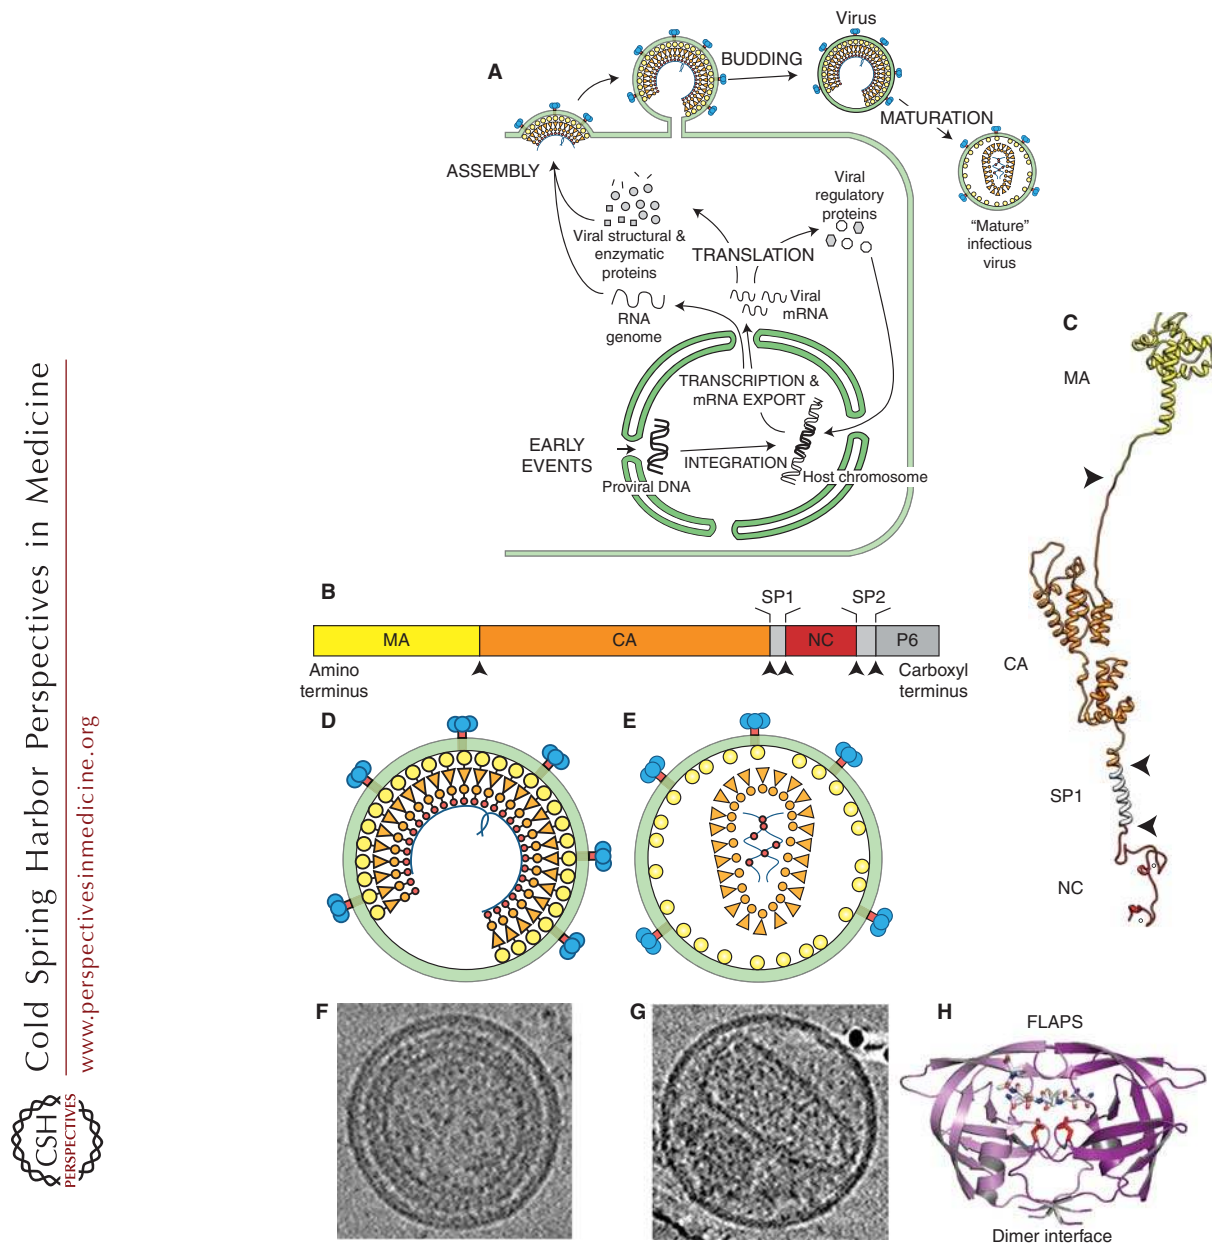 Cold Spring Harbor Perspectives in Medicine
www.perspectivesinmedicine.org
CSH
PERSPECTIVES
A
Virus
BUDDING
MATURATION
ASSEMBLY
Viral
regulatory
proteins
"Mature"
infectious
virus
Viral structural &
enzymatic
proteins
TRANSLATION
RNA
genome
Viral
mRNA
TRANSCRIPTION &
mRNA EXPORT
EARLY
EVENTS
INTEGRATION
Proviral DNA
Host chromosome
B
SP1
SP2
MA
CA
NC
P6
Amino
terminus
Carboxyl
terminus
C
MA
CA
SP1
NC
D
E
F
G
H
FLAPS
Dimer interface